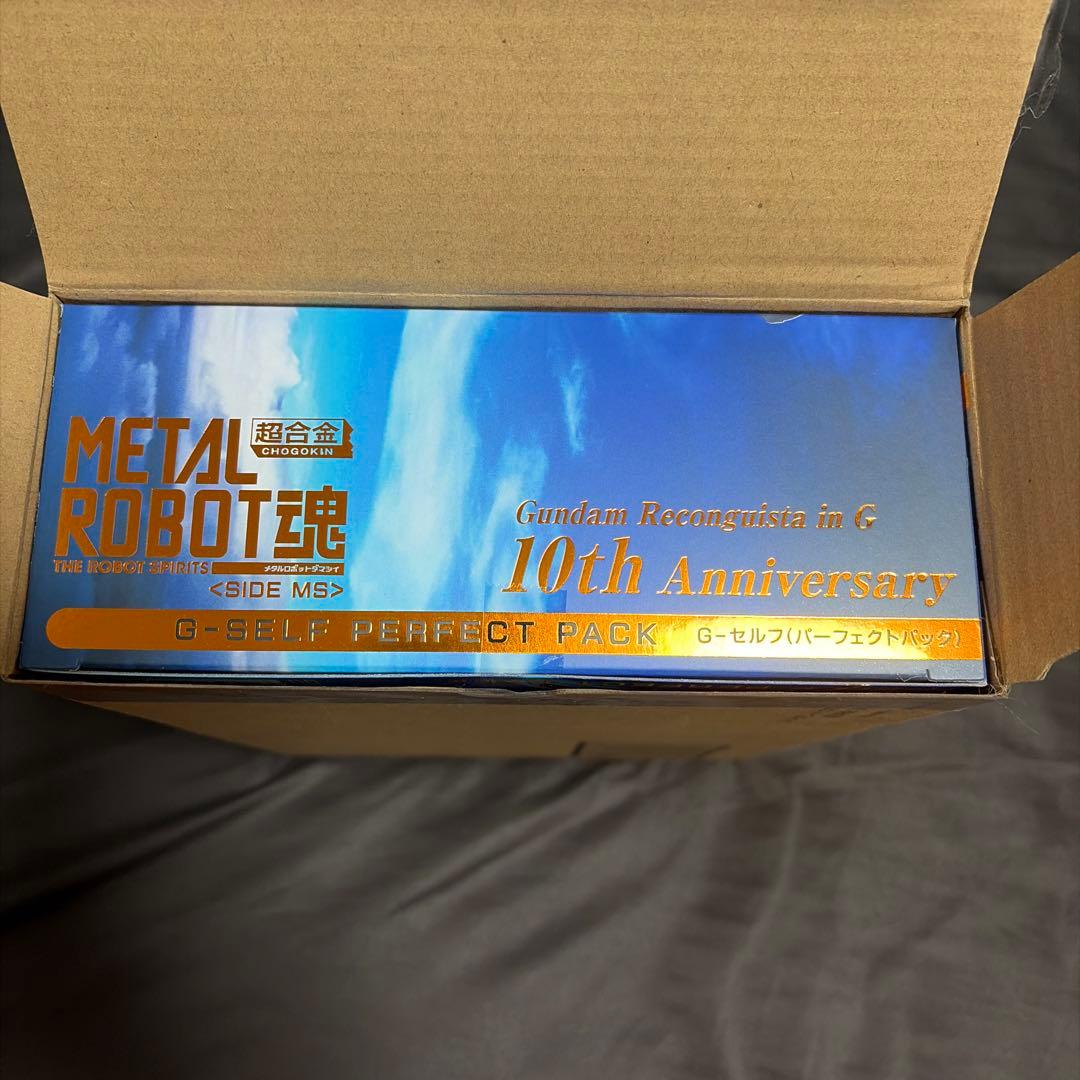 METAL
超合金
CHOGOKIN
ROBOT魂
THE ROBOT SPIRITS メタルロボットダマシイ
<SIDE MS>
Gundam Reconguista in G
10th Anniversary
G-SELF PERFECT PACK G-セルフ(パーフェクトパック)